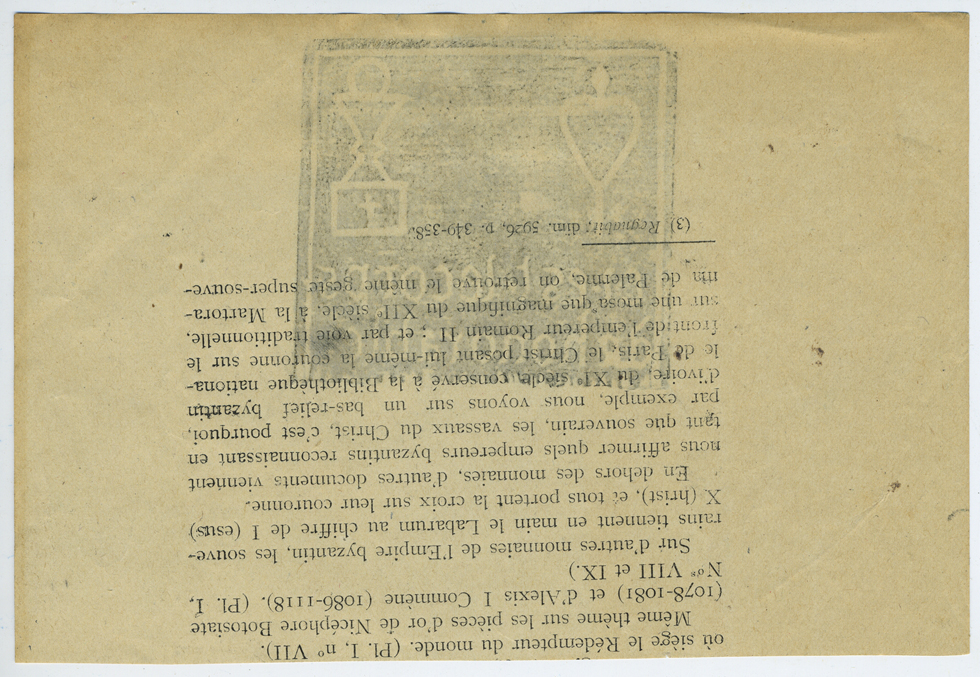 où siège le Rédempteur du monde. (Pl. I, n° VII).
Même thème sur les pièces d'or de Nicéphore Botosiate
(1078-1081) et d'Alexis I Commène (1086-1118). (Pl. I,
Nos VIII et IX.)
Sur d'autres monnaies de l'Empire byzantin, les souve-
rains tiennent en main le Labarum au chiffre de I (esus)
X (hrist), et tous portent la croix sur leur couronne.
En dehors des monnaies, d'autres documents viennent
nous affirmer quels empereurs byzantins reconnaissant en
tant que souverain, les vassaux du Christ, c'est pourquoi,
par exemple, nous voyons sur un bas-relief byzantin
d'ivoire, du XIe siècle, conservé à la Bibliothèque nationa-
le de Paris, le Christ posant lui-même la couronne sur le
front de l'empereur Romain II ; et par voie traditionnelle,
sur une mosa que magnifique du XIIe siècle, à la Martora-
na de Palerme, on retrouve le même geste super-souve-
(3) Regnabit, dim. 5926, p. 349-358.